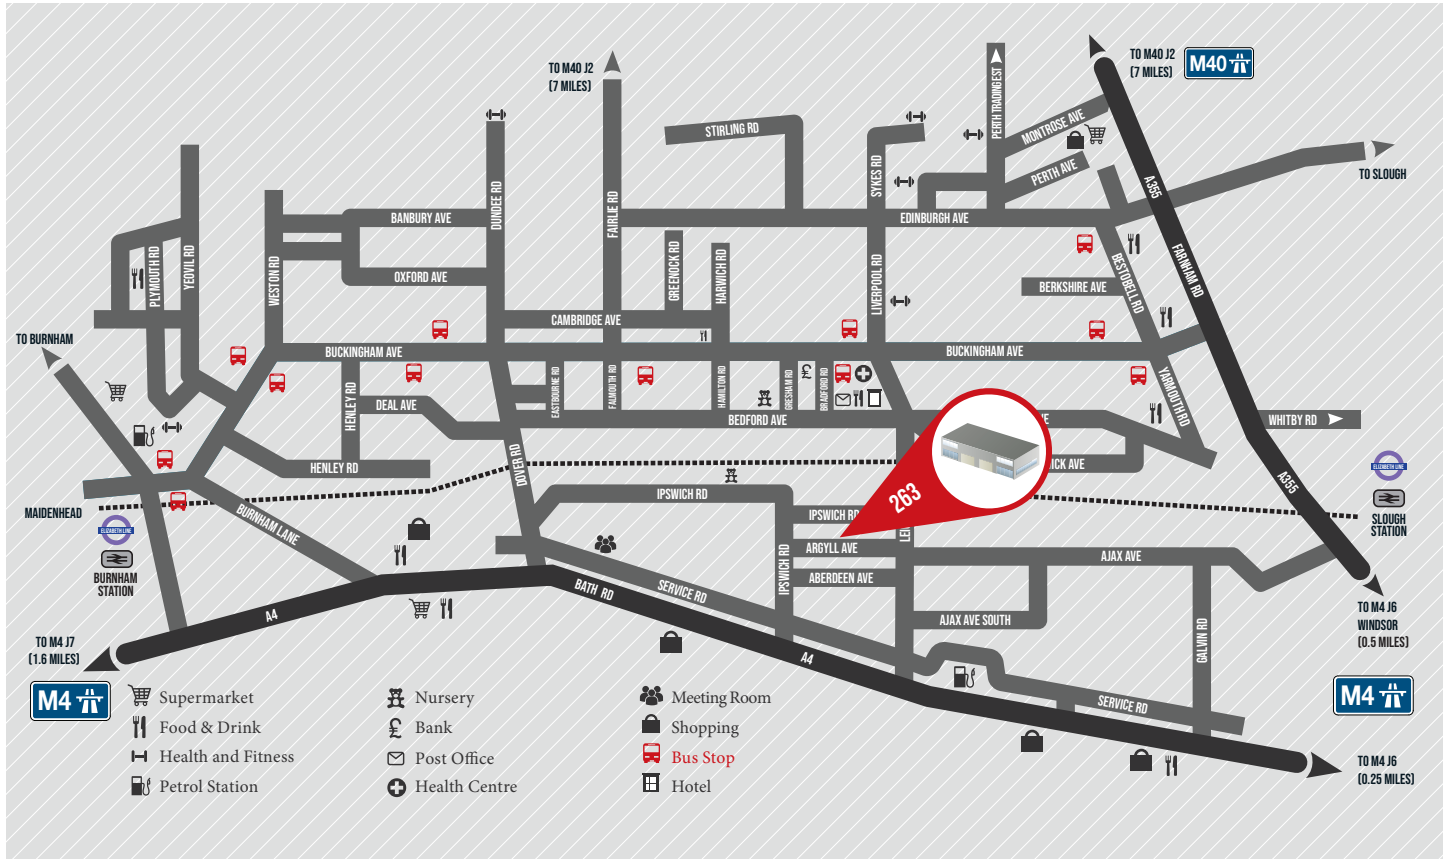 TO M40 J2
(7 MILES)
TO M40 J2
(7 MILES)
M40
PERTH TRADING EST
MONTROSE AVE
STIRLING RD
SYKES RD
PERTH AVE
A355
TO SLOUGH
DUNDEE RD
FAIRLIE RD
BANBURY AVE
EDINBURGH AVE
PLYMOUTH RD
YEOVIL RD
WESTON RD
OXFORD AVE
GREENOCK RD
HARWICH RD
LIVERPOOL RD
BESTOBELL RD
FARNHAM RD
BERKSHIRE AVE
CAMBRIDGE AVE
TO BURNHAM
BUCKINGHAM AVE
BUCKINGHAM AVE
HENLEY RD
DEAL AVE
EASTBOURNE RD
FALMOUTH RD
HAMILTON RD
GRESHAM RD
BRADFORD RD
YARMOUTH RD
BEDFORD AVE
VE
WHITBY RD
HENLEY RD
DOVER RD
ICK AVE
ELIZABETH LINE
A355
MAIDENHEAD
BURNHAM LANE
IPSWICH RD
IPSWICH RD
263
LEI
SLOUGH
STATION
ELIZABETH LINE
ARGYLL AVE
AJAX AVE
IPSWICH RD
ABERDEEN AVE
BURNHAM
STATION
BATH RD
SERVICE RD
A4
AJAX AVE SOUTH
GALVIN RD
TO M4 J6
WINDSOR
(0.5 MILES)
TO M4 J7
(1.6 MILES)
A4
M4
M4
SERVICE RD
Supermarket
Nursery
Meeting Room
Food & Drink
Bank
Shopping
Health and Fitness
Post Office
Bus Stop
Petrol Station
Health Centre
Hotel
TO M4 J6
(0.25 MILES)